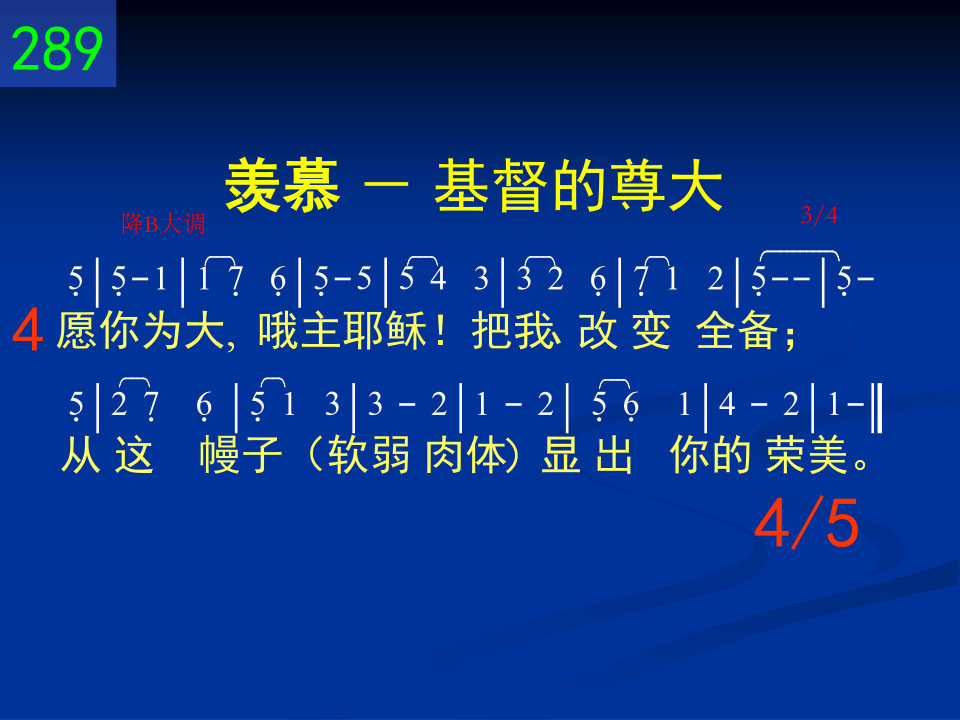 289
羡慕 － 基督的尊大
降B大调 3/4
5̣|5̣-1|1 7̣ 6̣|5̣-5|5 4 3|3 2 6̣|7̣ 1 2|5̣--|5̣-
4 愿你为大, 哦主耶稣！把我、改 变 全备；
5̣|2 7̣ 6̣|5̣ 1 3|3 - 2|1 - 2|5̣ 6̣ 1|4 - 2|1-‖
从 这 幔子（软弱 肉体）显 出 你的 荣美。
4/5